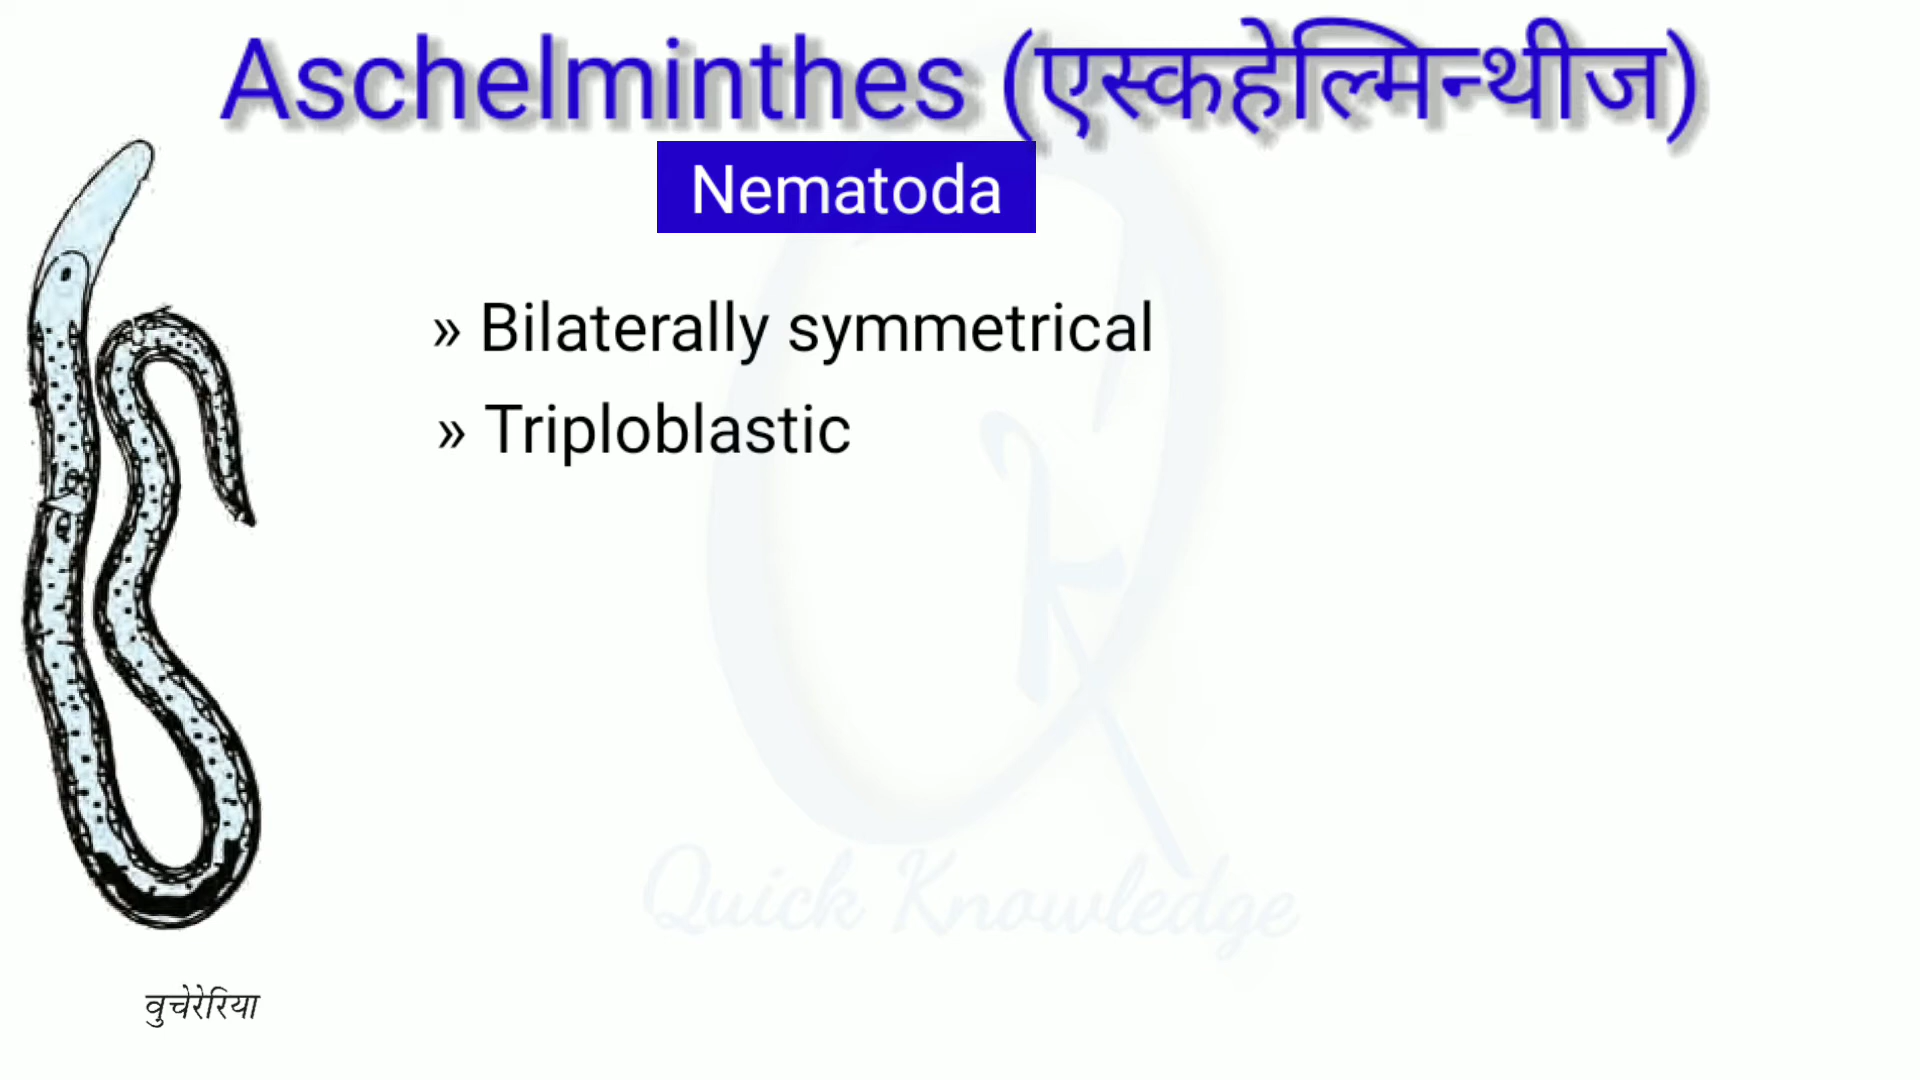 Aschelminthes (एस्कहेल्मिन्थीज)
Nematoda
» Bilaterally symmetrical
» Triploblastic
Quick Knowledge
वुचेरेरिया